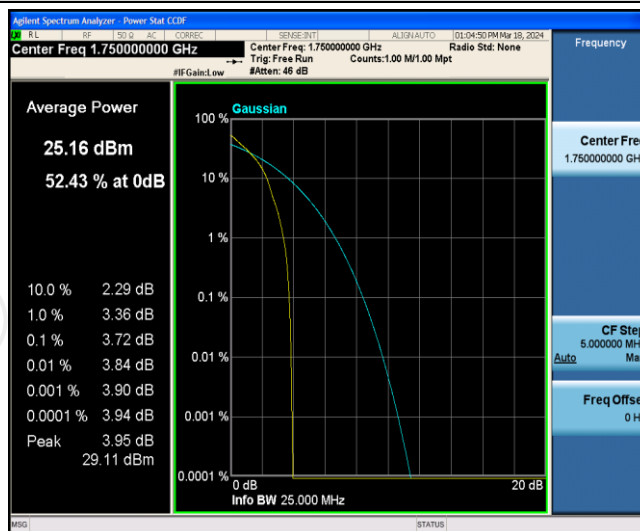 Agilent Spectrum Analyzer - Power Stat CCDF
RL RF 50 Ω AC CORREC SENSE:INT ALIGNAUTO 01:04:50 PM Mar 18, 2024
Center Freq 1.750000000 GHz
Center Freq: 1.750000000 GHz Radio Std: None
Trig: Free Run Counts:1.00 M/1.00 Mpt
#IFGain:Low #Atten: 46 dB
Frequency
Average Power
25.16 dBm
52.43 % at 0dB
10.0 % 2.29 dB
1.0 % 3.36 dB
0.1 % 3.72 dB
0.01 % 3.84 dB
0.001 % 3.90 dB
0.0001 % 3.94 dB
Peak 3.95 dB
29.11 dBm
Gaussian
100 %
10 %
1 %
0.1 %
0.01 %
0.001 %
0.0001 %
0 dB 20 dB
Info BW 25.000 MHz
Center Fre
1.750000000 GH
CF Step
5.000000 MH
Auto Ma
Freq Offse
0 H
MSG STATUS